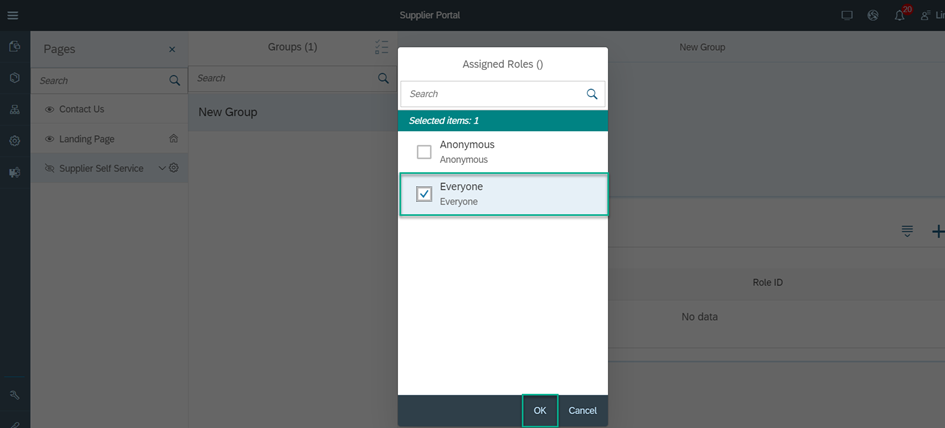 Supplier Portal
20
Lin
Pages
Search
Contact Us
Landing Page
Supplier Self Service
Groups (1)
Search
New Group
New Group
Role ID
No data
Assigned Roles ()
Search
Selected items: 1
Anonymous
Anonymous
Everyone
Everyone
OK
Cancel